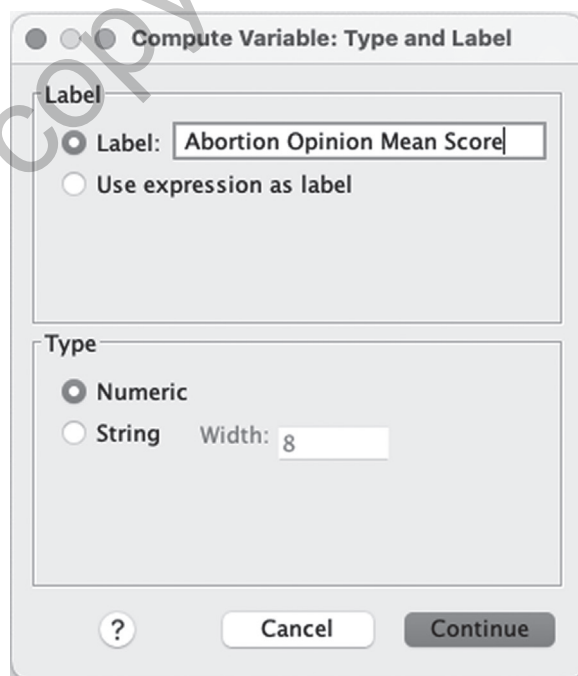 copy
Compute Variable: Type and Label
Label
Label: Abortion Opinion Mean Score
Use expression as label
Type
Numeric
String Width: 8
? Cancel Continue